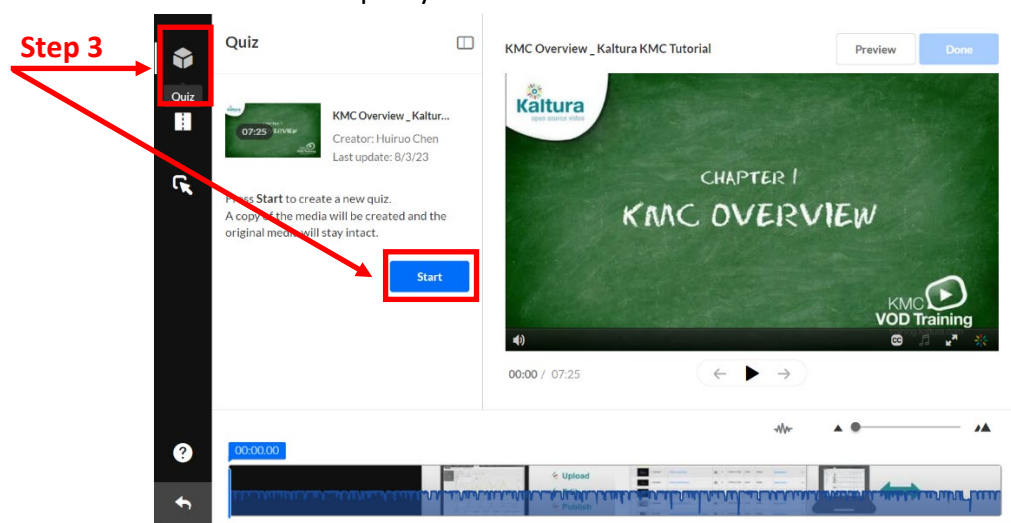 Step 3
Quiz
Quiz
07:25
KMC Overview _ Kaltur...
Creator: Huiruo Chen
Last update: 8/3/23
Press Start to create a new quiz.
A copy of the media will be created and the
original media will stay intact.
Start
KMC Overview _ Kaltura KMC Tutorial
Preview
Done
Kaltura
open source video
CHAPTER 1
KMC OVERVIEW
KMC
VOD Training
00:00 / 07:25
00:00.00
Upload
Publish